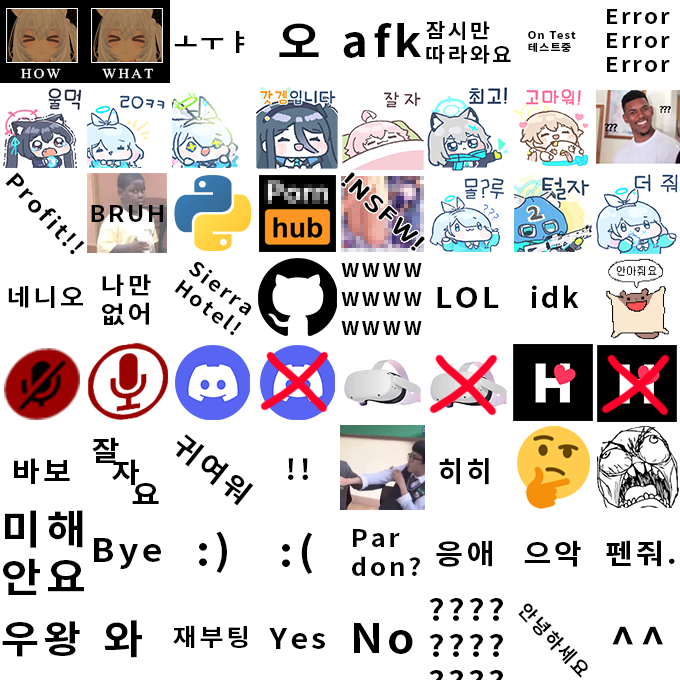 HOW
WHAT
ㅗㅜㅑ
오
afk
잠시만
따라와요
On Test
테스트중
Error
Error
Error
울먹
ㄹㅇㅋㅋ
갓겜입니다
잘자
최고!
고마워!
???
???
Profit!!
BRUH
Porn
hub
!NSFW!
몰?루
???
털자
2
더 줘
네니오
나만
없어
Sierra
Hotel!
WWWW
WWWW
WWWW
LOL
idk
안아줘요
H
바보
잘
자
요
귀여워
!!
히히
미해
안요
Bye
:)
:(
Par
don?
응애
으악
펜줘.
우왕
와
재부팅
Yes
No
????
????
????
안녕하세요
^^